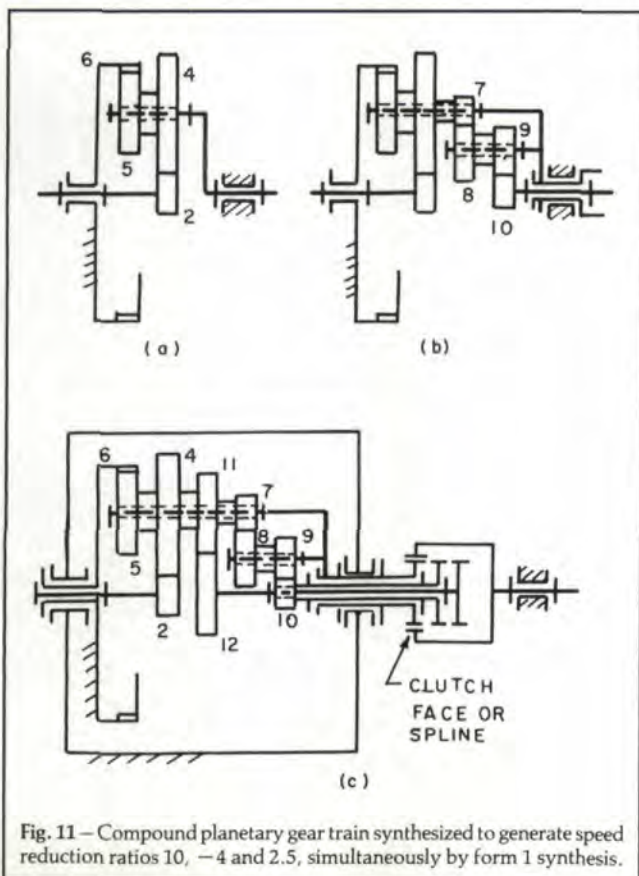 6
4
5
2
(a)
7
9
8
10
(b)
6
4
11
7
8
9
5
2
10
12
CLUTCH
FACE OR
SPLINE
(c)
Fig. 11 – Compound planetary gear train synthesized to generate speed
reduction ratios 10, −4 and 2.5, simultaneously by form 1 synthesis.